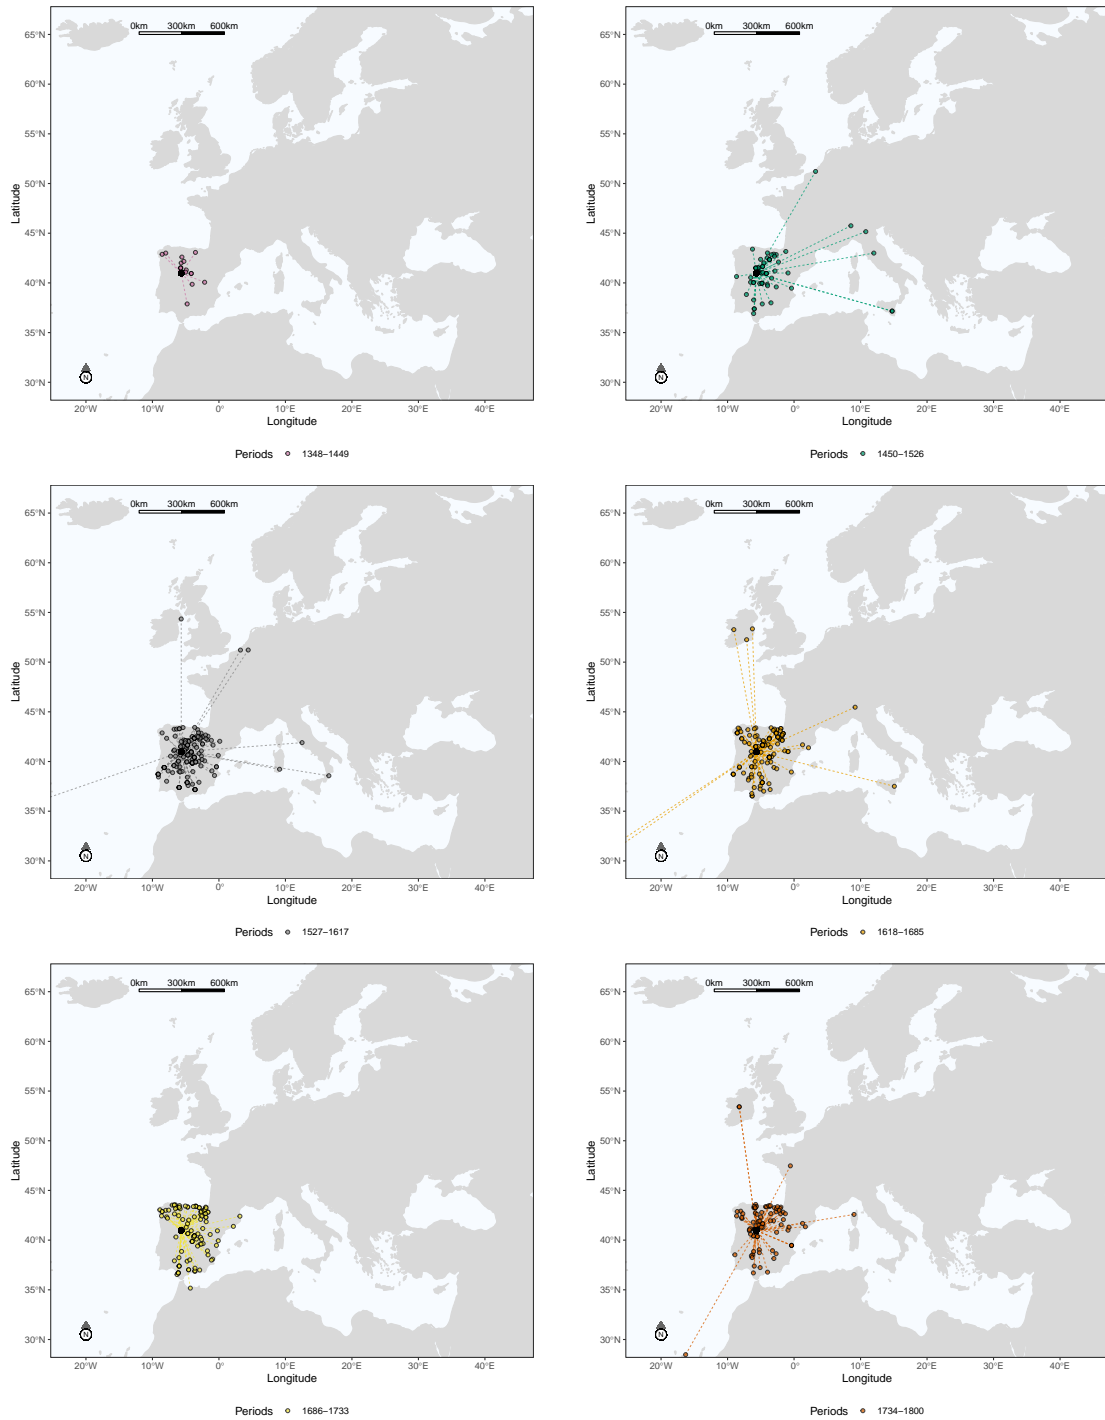 0km 300km 600km 0km 300km 600km
65°N 65°N
60°N 60°N
55°N 55°N
50°N 50°N
45°N 45°N
40°N 40°N
35°N 35°N
30°N 30°N
N N
20°W 10°W 0° 10°E 20°E 30°E 40°E 20°W 10°W 0° 10°E 20°E 30°E 40°E
Latitude Latitude
Longitude Longitude
Periods 1348–1449 Periods 1450–1526
0km 300km 600km 0km 300km 600km
65°N 65°N
60°N 60°N
55°N 55°N
50°N 50°N
45°N 45°N
40°N 40°N
35°N 35°N
30°N 30°N
N N
20°W 10°W 0° 10°E 20°E 30°E 40°E 20°W 10°W 0° 10°E 20°E 30°E 40°E
Latitude Latitude
Longitude Longitude
Periods 1527–1617 Periods 1618–1685
0km 300km 600km 0km 300km 600km
65°N 65°N
60°N 60°N
55°N 55°N
50°N 50°N
45°N 45°N
40°N 40°N
35°N 35°N
30°N 30°N
N N
20°W 10°W 0° 10°E 20°E 30°E 40°E 20°W 10°W 0° 10°E 20°E 30°E 40°E
Latitude Latitude
Longitude Longitude
Periods 1686–1733 Periods 1734–1800